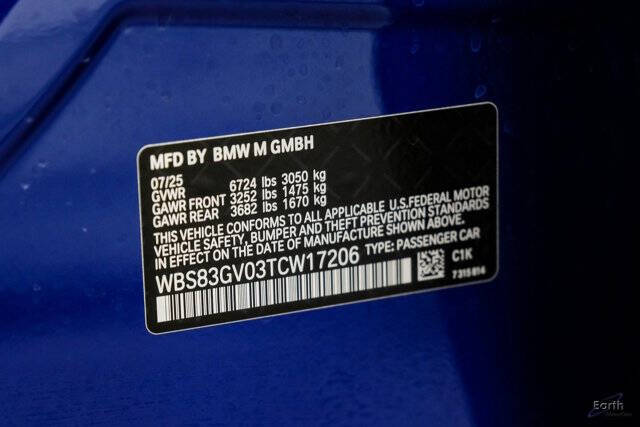 MFD BY BMW M GMBH
07/25
GVWR 6724 lbs 3050 kg
GAWR FRONT 3252 lbs 1475 kg
GAWR REAR 3682 lbs 1670 kg
THIS VEHICLE CONFORMS TO ALL APPLICABLE U.S.FEDERAL MOTOR
VEHICLE SAFETY, BUMPER AND THEFT PREVENTION STANDARDS
IN EFFECT ON THE DATE OF MANUFACTURE SHOWN ABOVE.
WBS83GV03TCW17206 TYPE: PASSENGER CAR
C1K
7315814
Earth